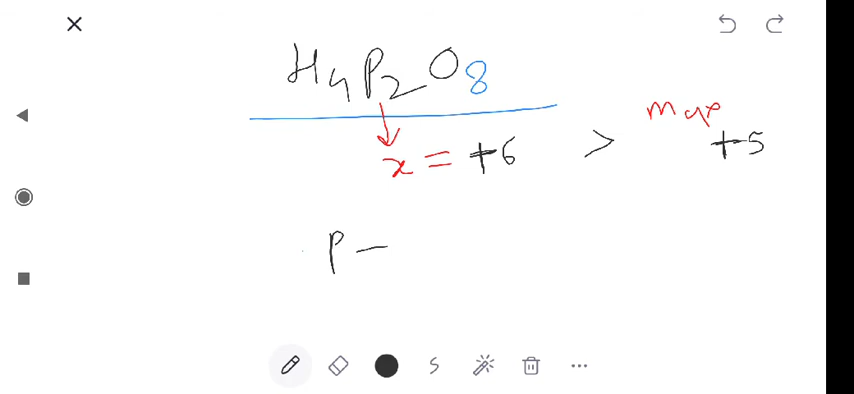 H4P2O8
max
x = +6 > +5
P —
S